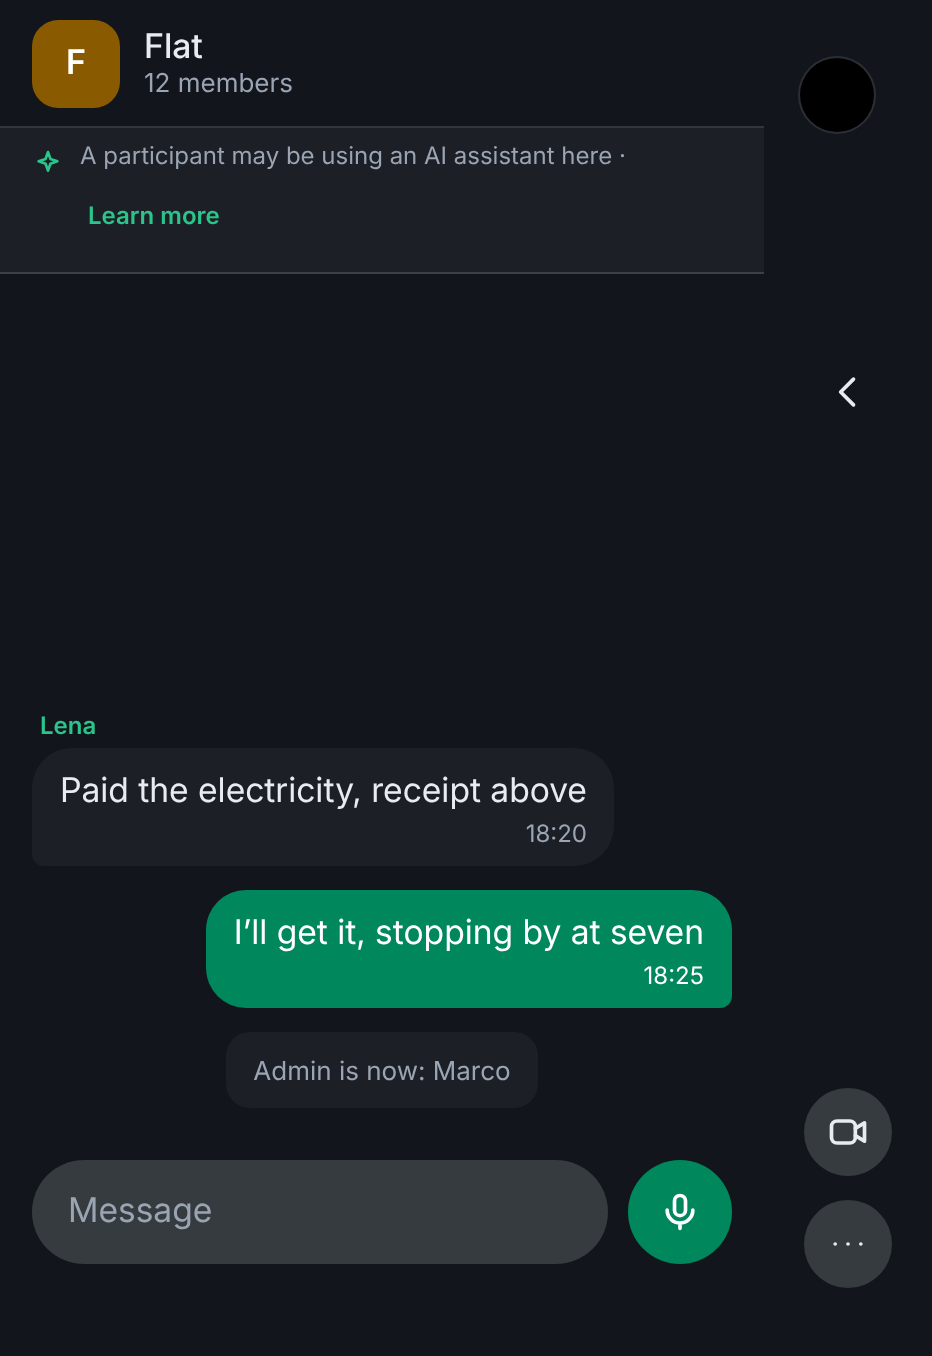 F
Flat
12 members
A participant may be using an AI assistant here ·
Learn more
Lena
Paid the electricity, receipt above
18:20
I’ll get it, stopping by at seven
18:25
Admin is now: Marco
Message